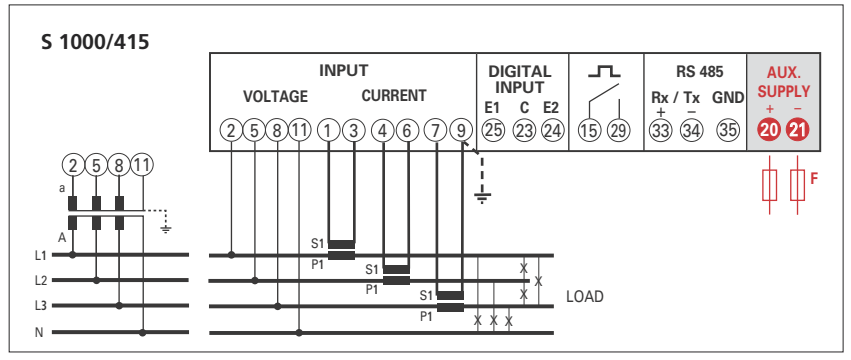 S 1000/415
INPUT
VOLTAGE CURRENT
DIGITAL
INPUT
E1 C E2
RS 485
Rx / Tx GND
+ −
AUX.
SUPPLY
+ −
2 5 8 11 1 3 4 6 7 9 25 23 24 15 29 33 34 35 20 21
2 5 8 11
a
A
F
S1
P1
S1
P1
S1
P1
L1
L2
L3
N
X
X X
X
X X X
LOAD